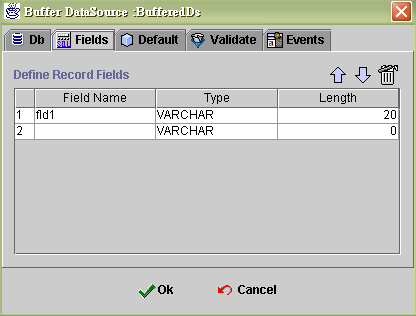 Buffer DataSource :Buffered1Ds
Db Fields Default Validate Events
Define Record Fields
Field Name Type Length
1 fld1 VARCHAR 20
2 VARCHAR 0
Ok Cancel